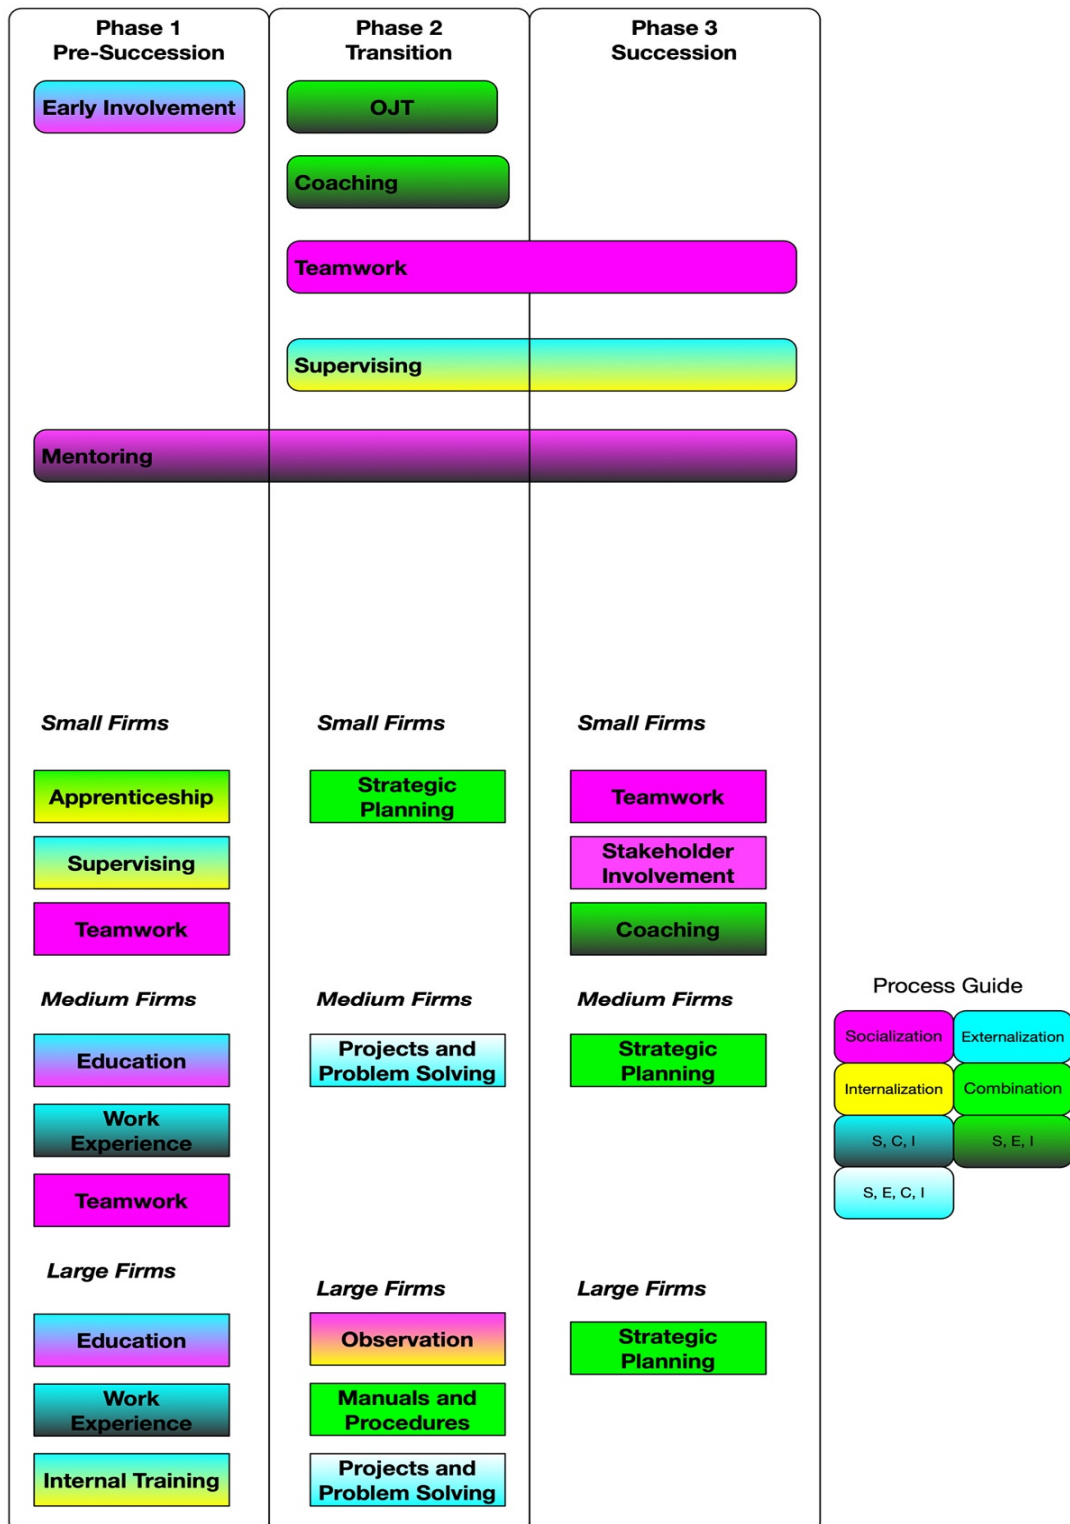 Phase 1
Pre-Succession
Phase 2
Transition
Phase 3
Succession
Early Involvement
OJT
Coaching
Teamwork
Supervising
Mentoring
Small Firms
Small Firms
Small Firms
Apprenticeship
Strategic
Planning
Teamwork
Supervising
Stakeholder
Involvement
Teamwork
Coaching
Medium Firms
Medium Firms
Medium Firms
Education
Projects and
Problem Solving
Strategic
Planning
Work
Experience
Teamwork
Large Firms
Large Firms
Large Firms
Education
Observation
Strategic
Planning
Work
Experience
Manuals and
Procedures
Internal Training
Projects and
Problem Solving
Process Guide
Socialization
Externalization
Internalization
Combination
S, C, I
S, E, I
S, E, C, I